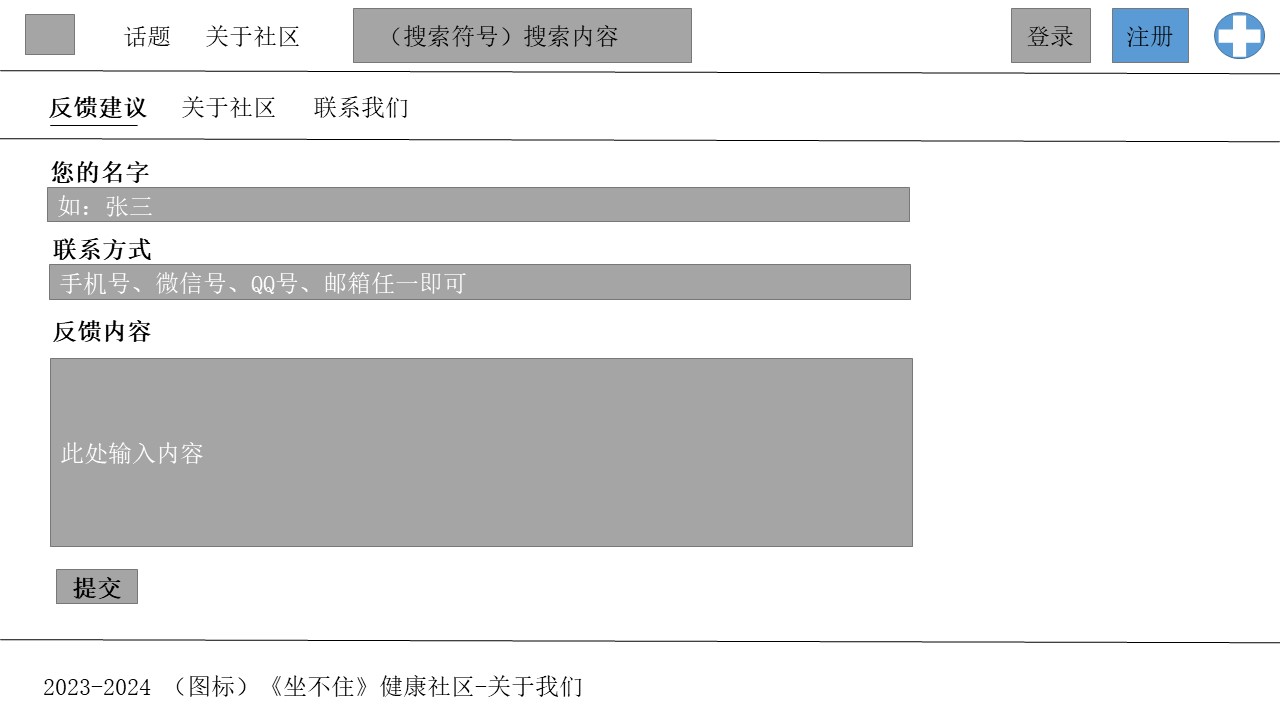 话题 关于社区 （搜索符号）搜索内容 登录 注册
反馈建议 关于社区 联系我们
您的名字
如：张三
联系方式
手机号、微信号、QQ号、邮箱任一即可
反馈内容
此处输入内容
提交
2023-2024 （图标）《坐不住》健康社区-关于我们